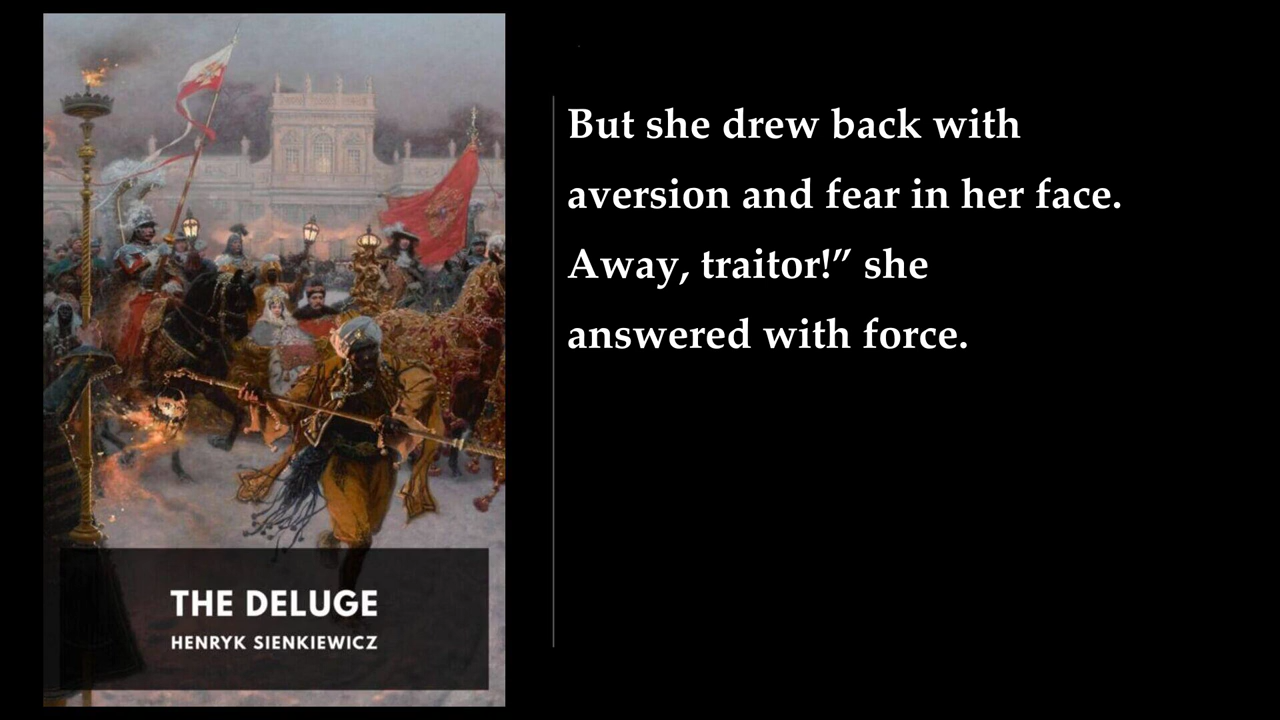 But she drew back with
aversion and fear in her face.
Away, traitor!” she
answered with force.
THE DELUGE
HENRYK SIENKIEWICZ